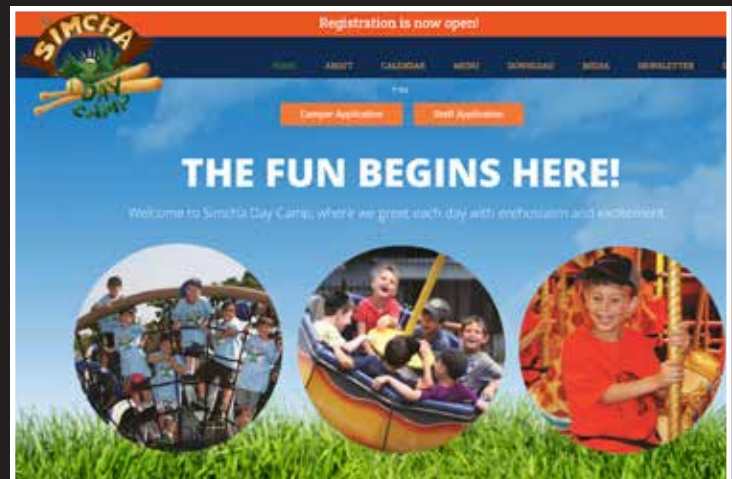 Registration is now open!
SIMCHA
DAY
CAMP
HOME ABOUT CALENDAR MENU DOWNLOAD MEDIA NEWSLETTER
Camper Application Staff Application
THE FUN BEGINS HERE!
Welcome to Simcha Day Camp, where we greet each day with enthusiasm and excitement.